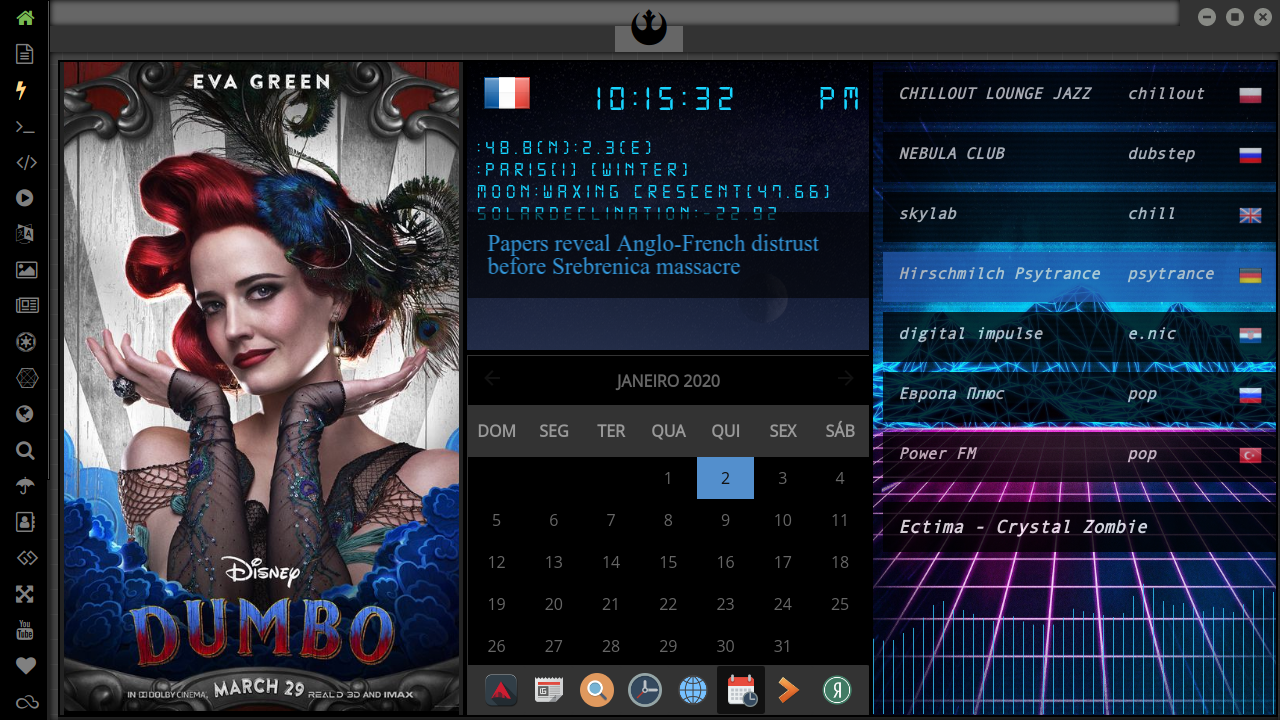 EVA GREEN
DISNEY
DUMBO
IN REALD 3D DOLBY CINEMA, MARCH 29 REAL D 3D AND IMAX
10:15:32 PM
:48.8(N):2.3(E)
:PARIS(1) (WINTER)
MOON:WAXING CRESCENT(47.66)
SOLARDECLINATION:-22.92
Papers reveal Anglo-French distrust
before Srebrenica massacre
JANEIRO 2020
DOM SEG TER QUA QUI SEX SÁB
1 2 3 4
5 6 7 8 9 10 11
12 13 14 15 16 17 18
19 20 21 22 23 24 25
26 27 28 29 30 31
CHILLOUT LOUNGE JAZZ chillout
NEBULA CLUB dubstep
skylab chill
Hirschmilch Psytrance psytrance
digital impulse e.nic
Европа Плюс pop
Power FM pop
Ectima - Crystal Zombie
You
Tube
Я